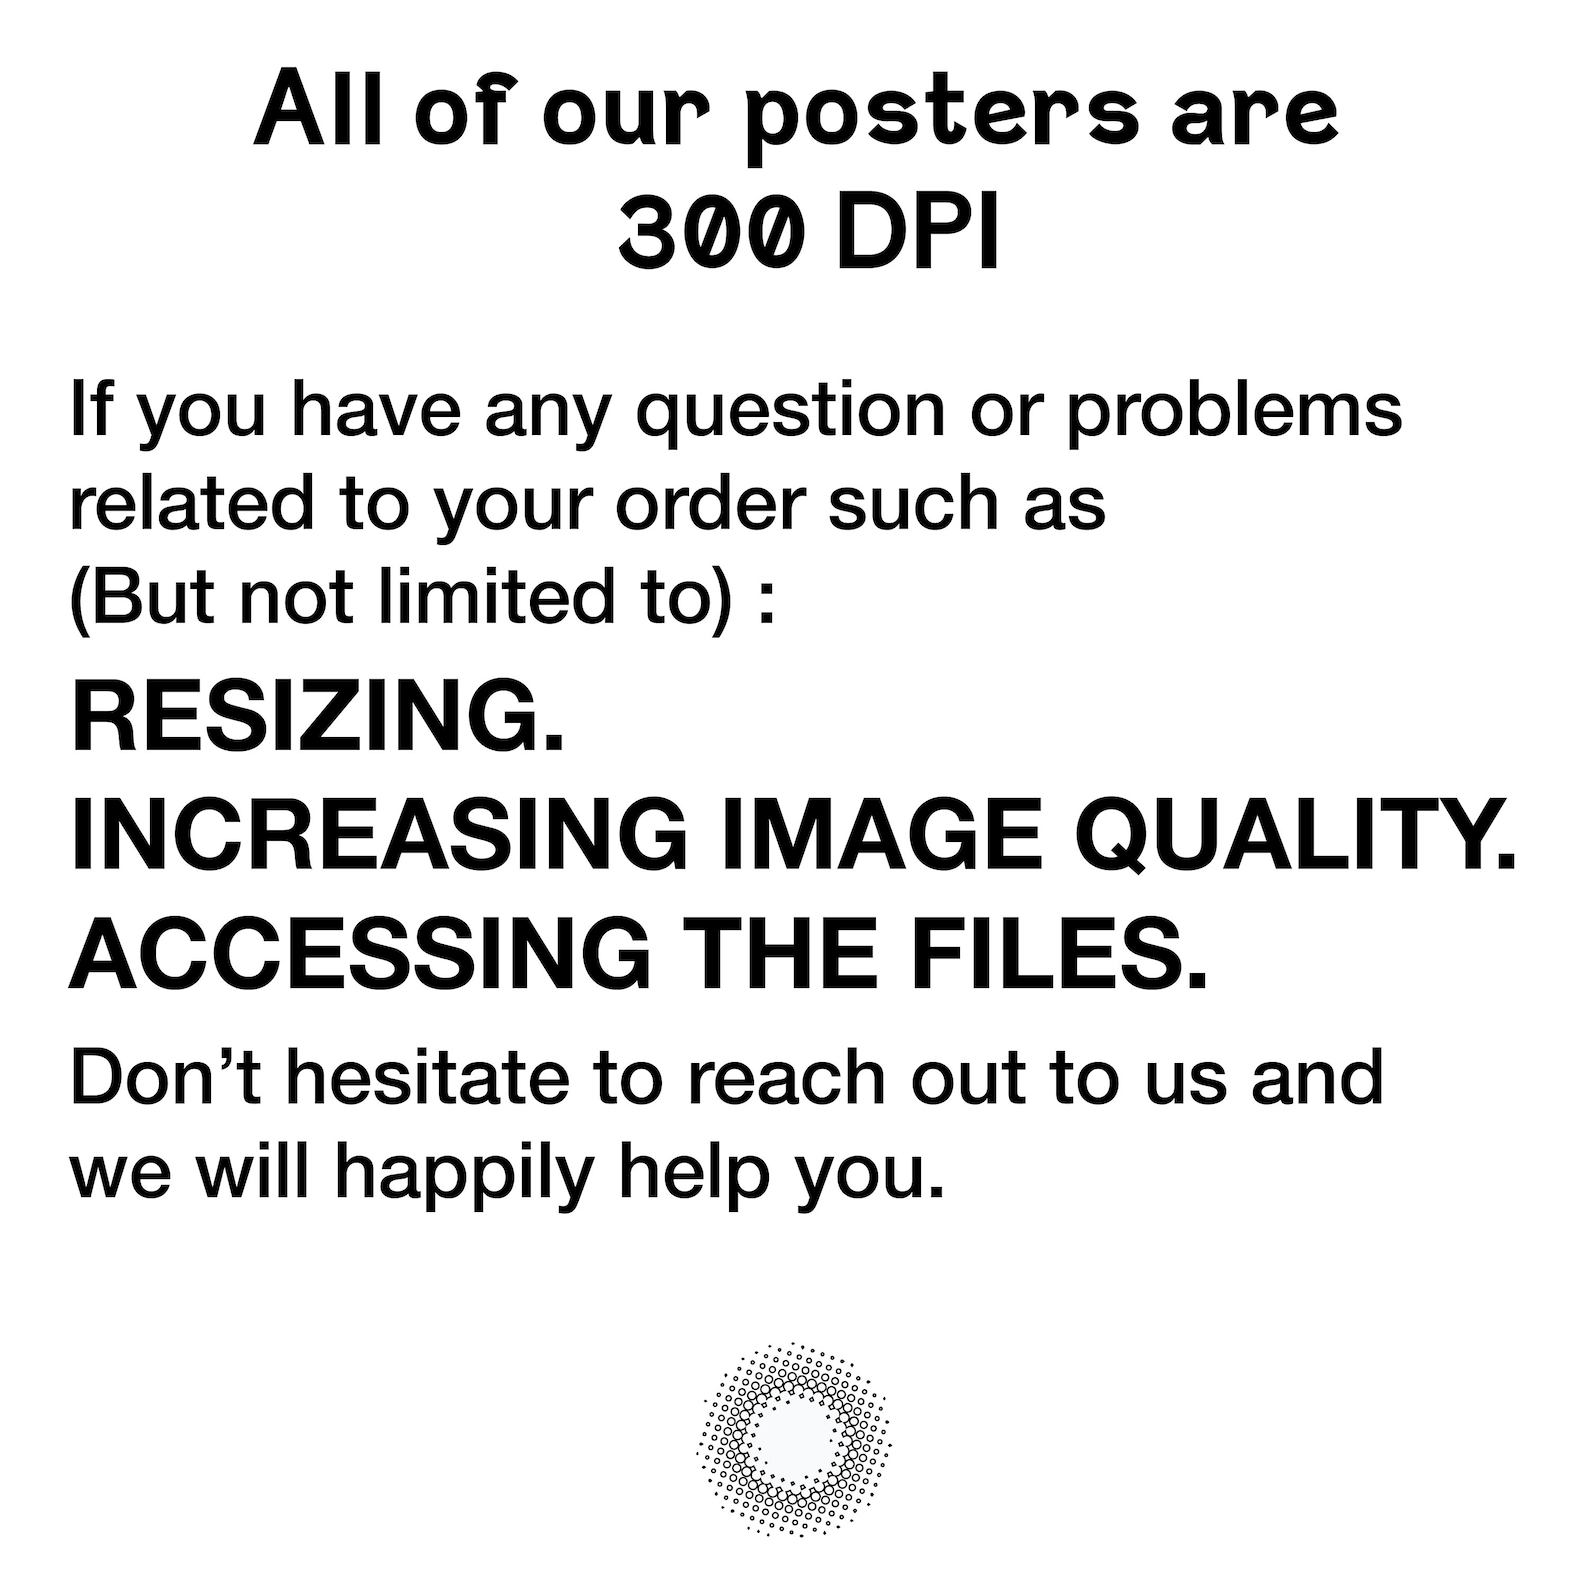 All of our posters are
300 DPI
If you have any question or problems
related to your order such as
(But not limited to) :
RESIZING.
INCREASING IMAGE QUALITY.
ACCESSING THE FILES.
Don’t hesitate to reach out to us and
we will happily help you.